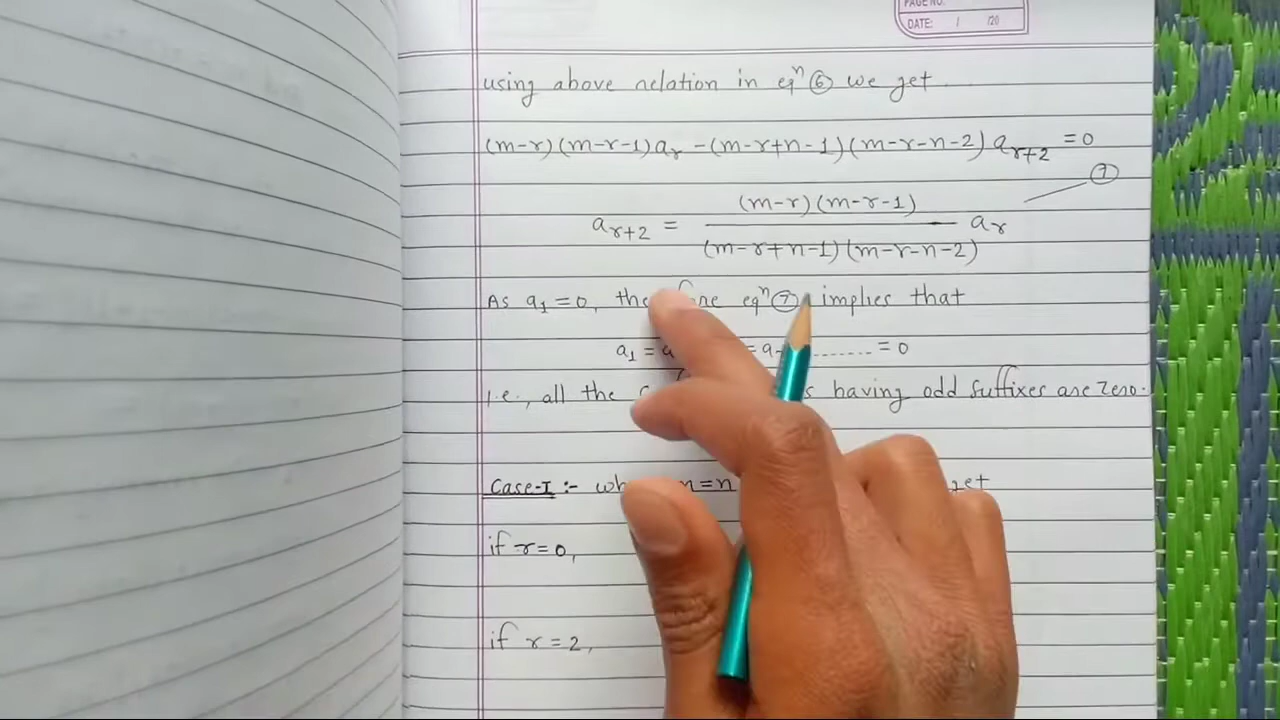 PAGE NO.
DATE: / /20
using above relation in eqⁿ ⑥ we get
(m-r)(m-r-1)aᵣ -(m-r+n-1)(m-r-n-2) aᵣ₊₂ =0
⑦
aᵣ₊₂ = (m-r)(m-r-1) / (m-r+n-1)(m-r-n-2) aᵣ
As a₁=0, eqⁿ ⑦ implies that
a₁ = = ........ = 0
i.e., all the having odd suffixes are zero.
Case-I :- =n get
if r=0,
if r=2,